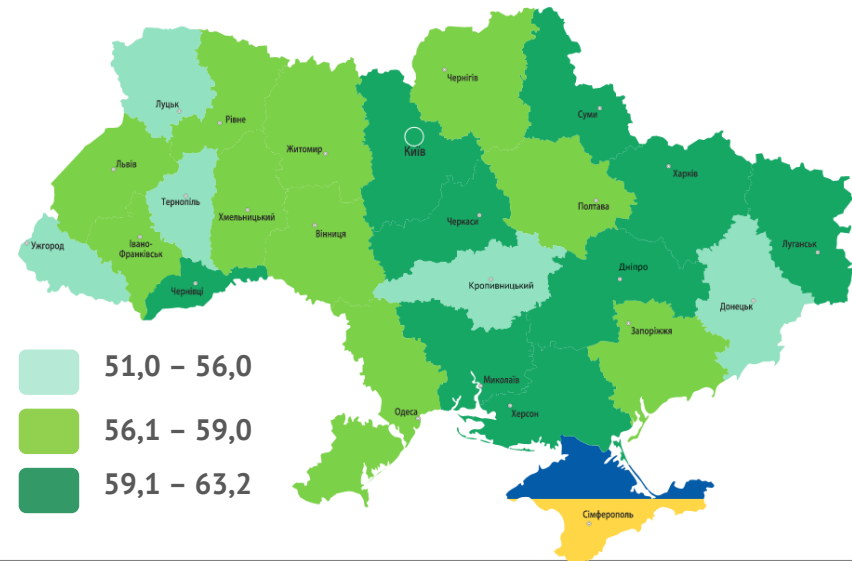 Чернігів
Луцьк
Суми
Рівне
Житомир
Київ
Львів
Харків
Тернопіль
Полтава
Хмельницький
Черкаси
Вінниця
Ужгород
Івано-
Франківськ
Луганськ
Дніпро
Чернівці
Кропивницький
Донецьк
Запоріжжя
51,0 – 56,0
Миколаїв
Одеса
Херсон
56,1 – 59,0
59,1 – 63,2
Сімферополь